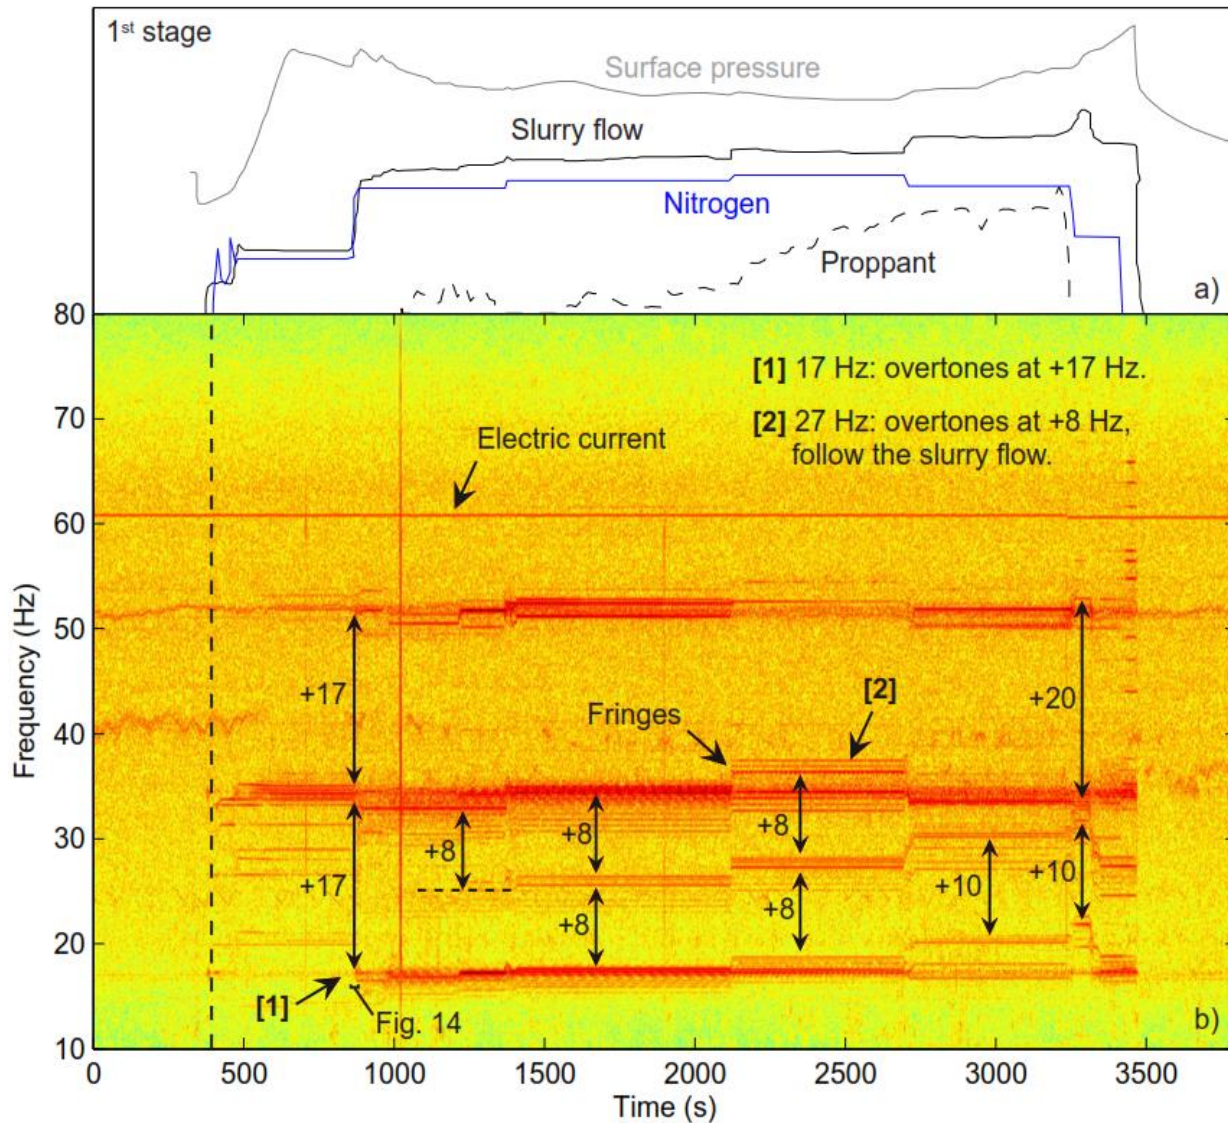 1st stage
Surface pressure
Slurry flow
Nitrogen
Proppant
a)
80
[1] 17 Hz: overtones at +17 Hz.
70
[2] 27 Hz: overtones at +8 Hz,
follow the slurry flow.
Electric current
60
50
+17
[2]
+20
Fringes
40
Frequency (Hz)
30
+8
+8
+8
+17
+10
+10
+8
+8
20
[1]
Fig. 14
b)
10
0
500
1000
1500
2000
2500
3000
3500
Time (s)